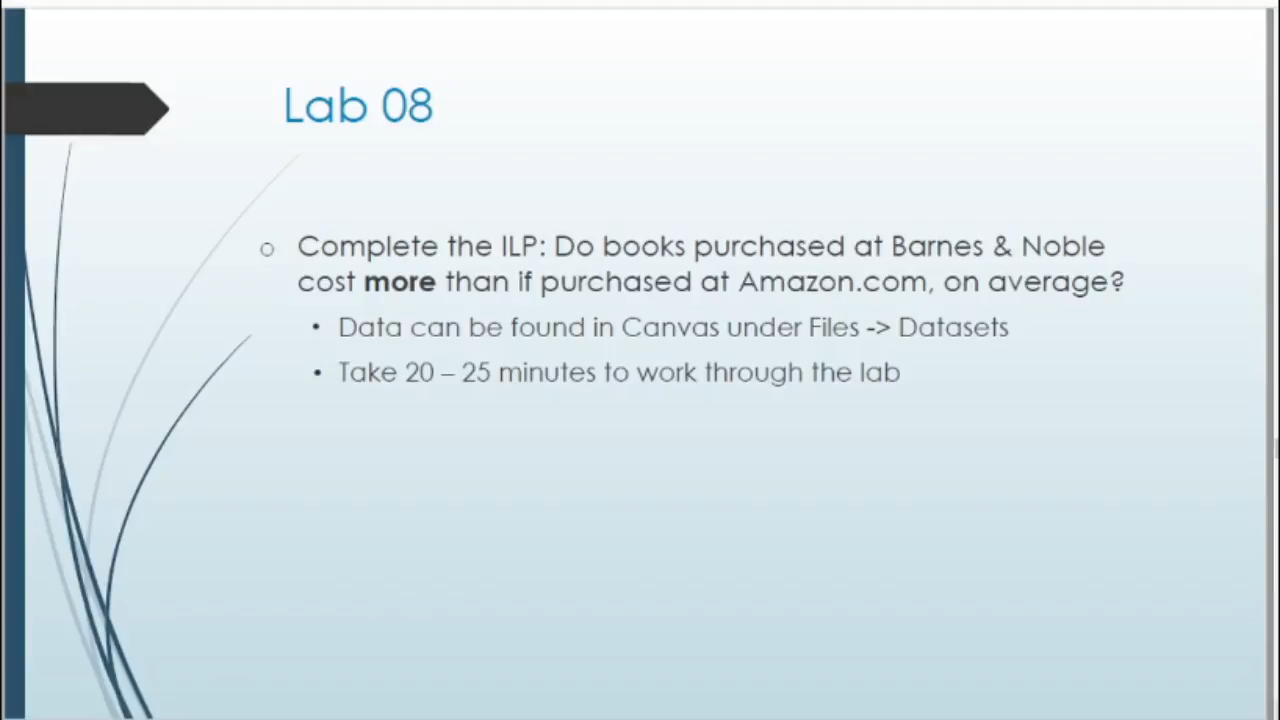 Lab 08
Complete the ILP: Do books purchased at Barnes & Noble
cost more than if purchased at Amazon.com, on average?
Data can be found in Canvas under Files -> Datasets
Take 20 – 25 minutes to work through the lab